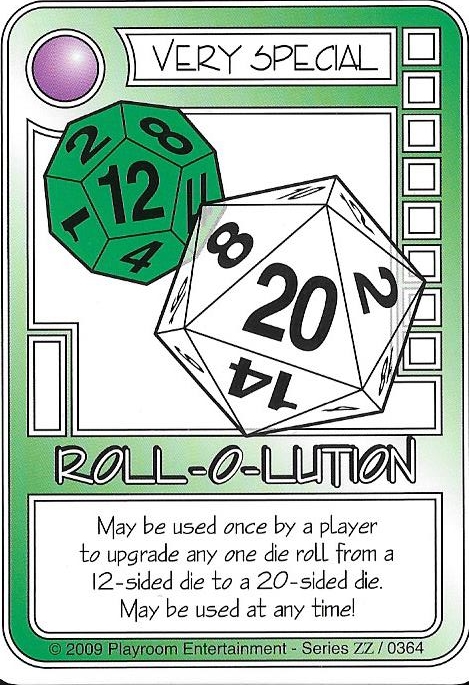 VERY SPECIAL
2
8
12
11
1
4
8
20
2
14
ROLL-O-LUTION
May be used once by a player
to upgrade any one die roll from a
12-sided die to a 20-sided die.
May be used at any time!
© 2009 Playroom Entertainment - Series ZZ / 0364